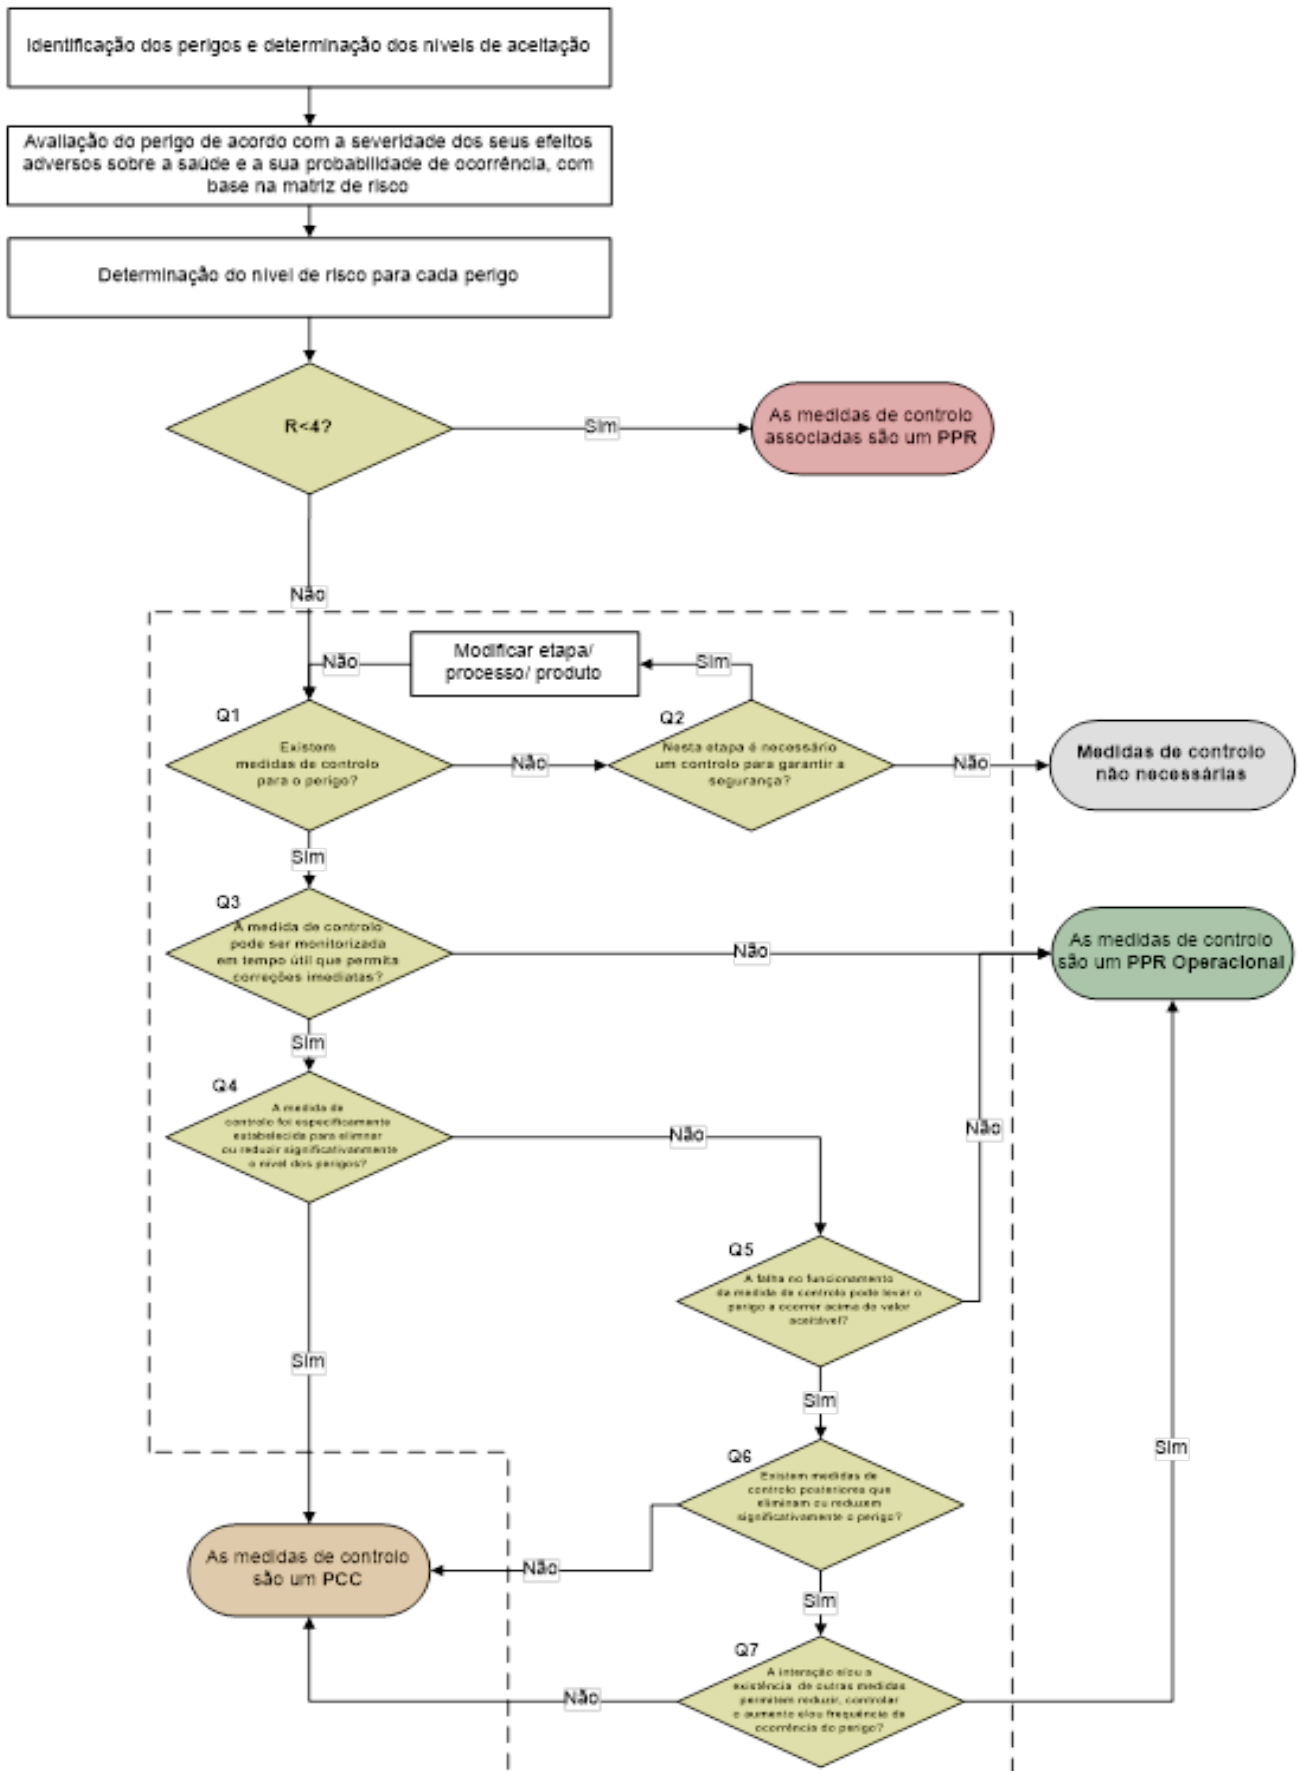 Identificação dos perigos e determinação dos níveis de aceitação
Avaliação do perigo de acordo com a severidade dos seus efeitos
adversos sobre a saúde e a sua probabilidade de ocorrência, com
base na matriz de risco
Determinação do nível de risco para cada perigo
R<4?
Sim
As medidas de controlo
associadas são um PPR
Não
Modificar etapa/
processo/ produto
Não
Sim
Q1
Existem
medidas de controlo
para o perigo?
Não
Q2
Nesta etapa é necessário
um controlo para garantir a
segurança?
Não
Medidas de controlo
não necessárias
Sim
Q3
A medida de controlo
pode ser monitorizada
em tempo útil que permita
correções imediatas?
Não
As medidas de controlo
são um PPR Operacional
Sim
Q4
A medida de
controlo foi especificamente
estabelecida para elimnar
ou reduzir significativanmente
o nível dos perigos?
Não
Não
Q5
A falha no funcionamento
da medida de controlo pode levar o
perigo a ocorrer acima do valor
aceitável?
Sim
Sim
Q6
Existem medidas de
controlo posteriores que
eliminam ou reduzem
significativamente o perigo?
Sim
As medidas de controlo
são um PCC
Não
Sim
Q7
A interação e/ou a
existência de outras medidas
permitem reduzir, controlar
o aumento e/ou frequência de
ocorrência do perigo?
Não